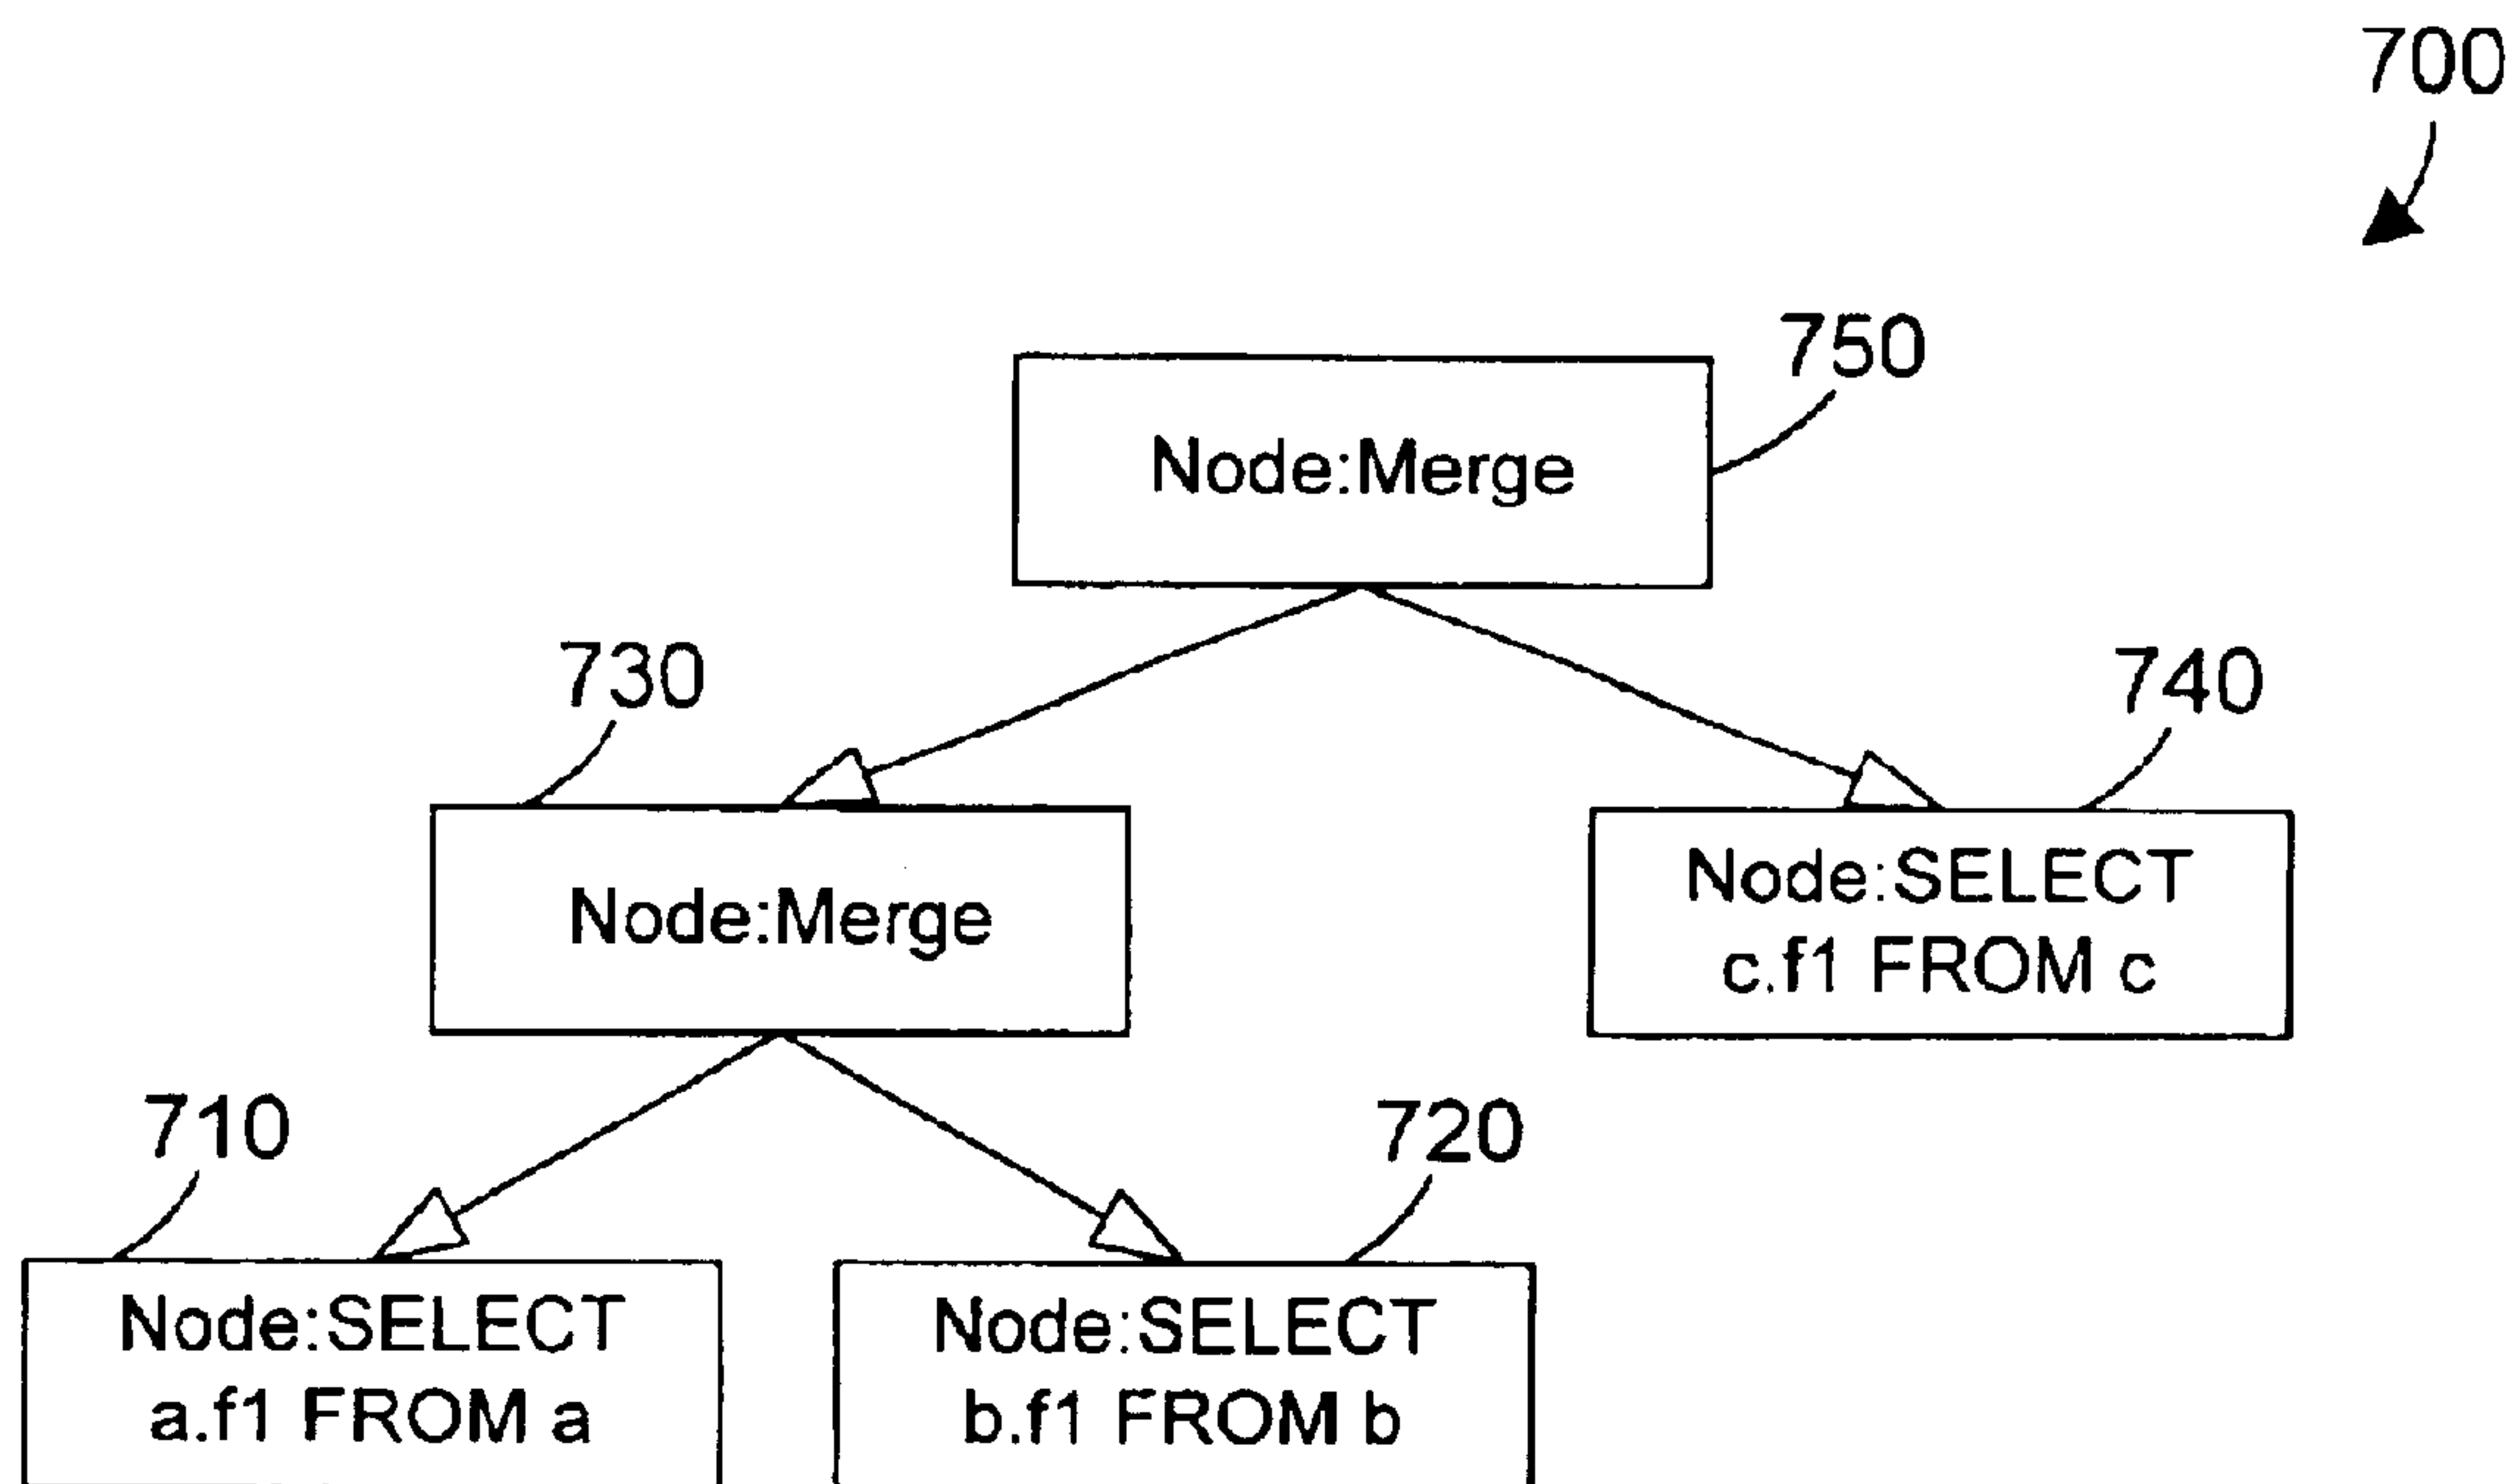 700
750
Node:Merge
730
740
Node:Merge
Node:SELECT
c.f1 FROM c
710
720
Node:SELECT
a.f1 FROM a
Node:SELECT
b.f1 FROM b